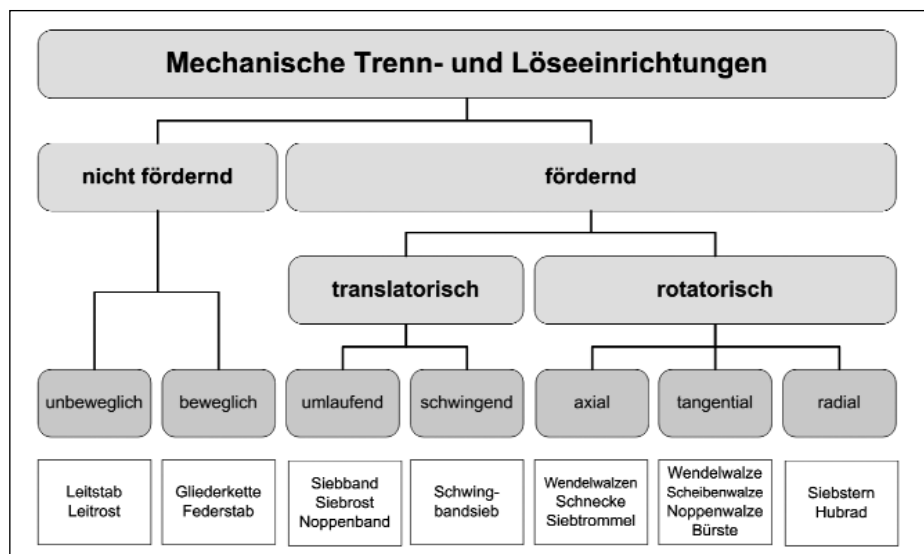 Mechanische Trenn- und Löseeinrichtungen
nicht fördernd
fördernd
translatorisch
rotatorisch
unbeweglich
beweglich
umlaufend
schwingend
axial
tangential
radial
Leitstab
Leitrost
Gliederkette
Federstab
Siebband
Siebrost
Noppenband
Schwing-
bandsieb
Wendelwalzen
Schnecke
Siebtrommel
Wendelwalze
Scheibenwalze
Noppenwalze
Bürste
Siebstern
Hubrad